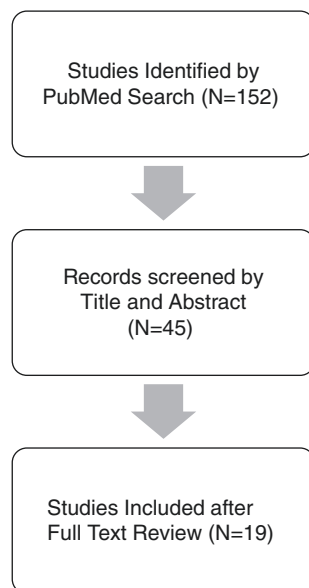 Studies Identified by
PubMed Search (N=152)
Records screened by
Title and Abstract
(N=45)
Studies Included after
Full Text Review (N=19)